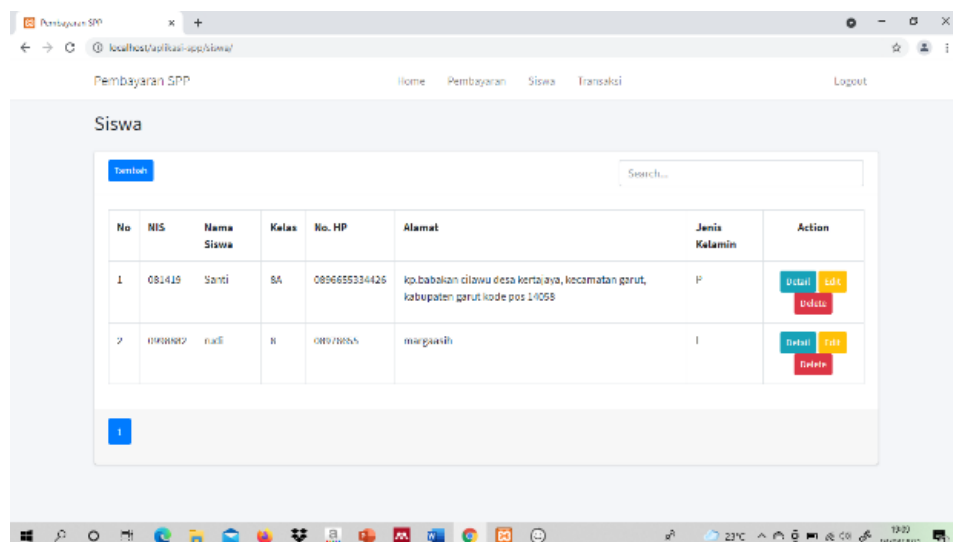 Pembayaran SPP
localhost/aplikasi-spp/siswa/
Pembayaran SPP Home Pembayaran Siswa Transaksi Logout
Siswa
Tambah Search...
No NIS Nama Siswa Kelas No. HP Alamat Jenis Kelamin Action
1 081419 Santi 8A 0896655334426 kp.babakan cilawu desa kertajaya, kecamatan garut,
kabupaten garut kode pos 14058 P Detail Edit
Delete
2 rudi margaasih Detail Edit
Delete
1
23°C